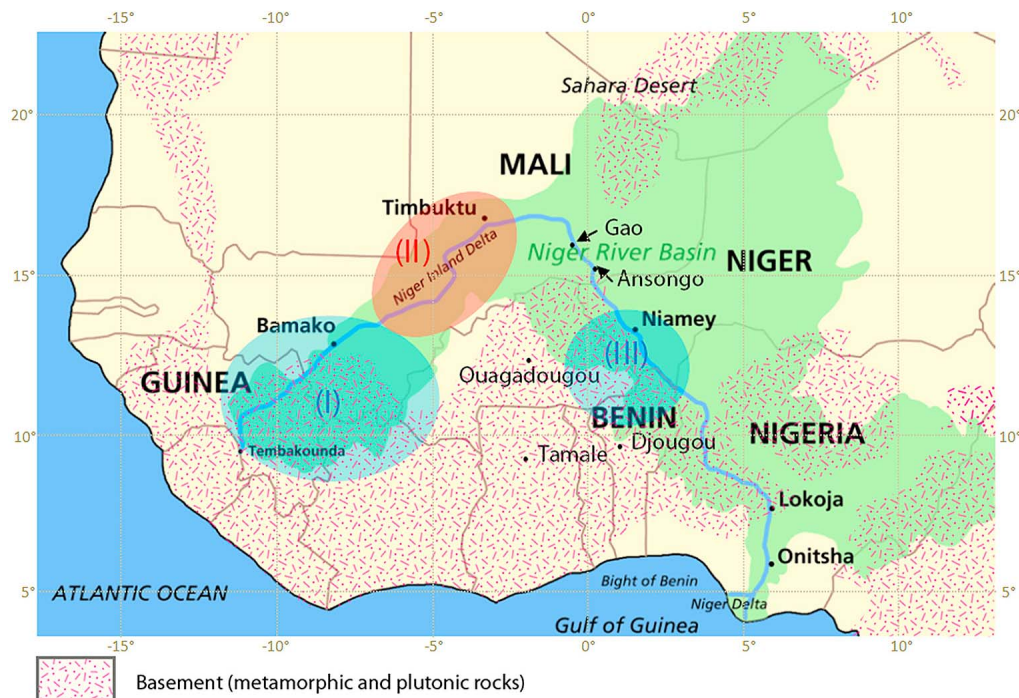 -15° -10° -5° 0° 5° 10°
Sahara Desert
20° 20°
MALI
Timbuktu
Gao
(II)
Niger Inland Delta
Niger River Basin
NIGER
15° 15°
Ansongo
Bamako
Niamey
(III)
GUINEA
Ouagadougou
(I)
BENIN
NIGERIA
10° 10°
Djougou
Tembakounda
Tamale
Lokoja
Onitsha
Bight of Benin
5° 5°
ATLANTIC OCEAN
Niger Delta
Gulf of Guinea
-15° -10° -5° 0° 5° 10°
Basement (metamorphic and plutonic rocks)